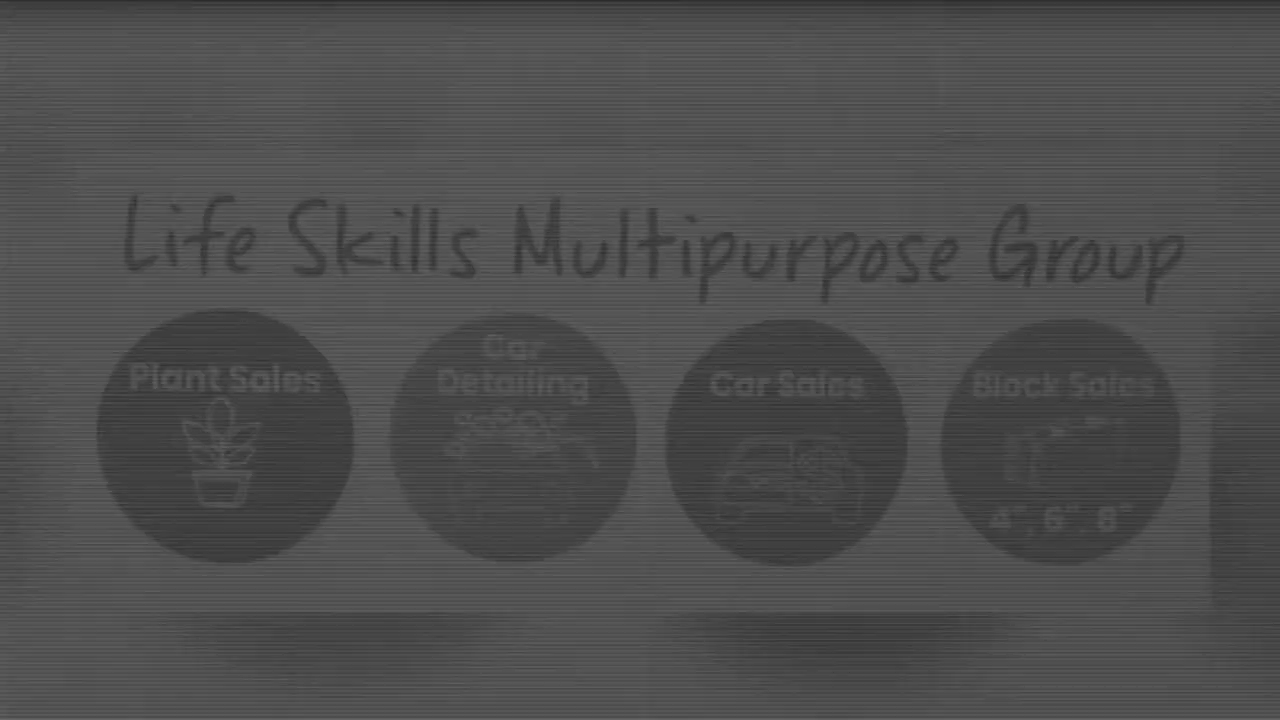 Life Skills Multipurpose Group
Plant Sales
Car
Detailing
Car Sales
Block Sales
4", 6", 8"